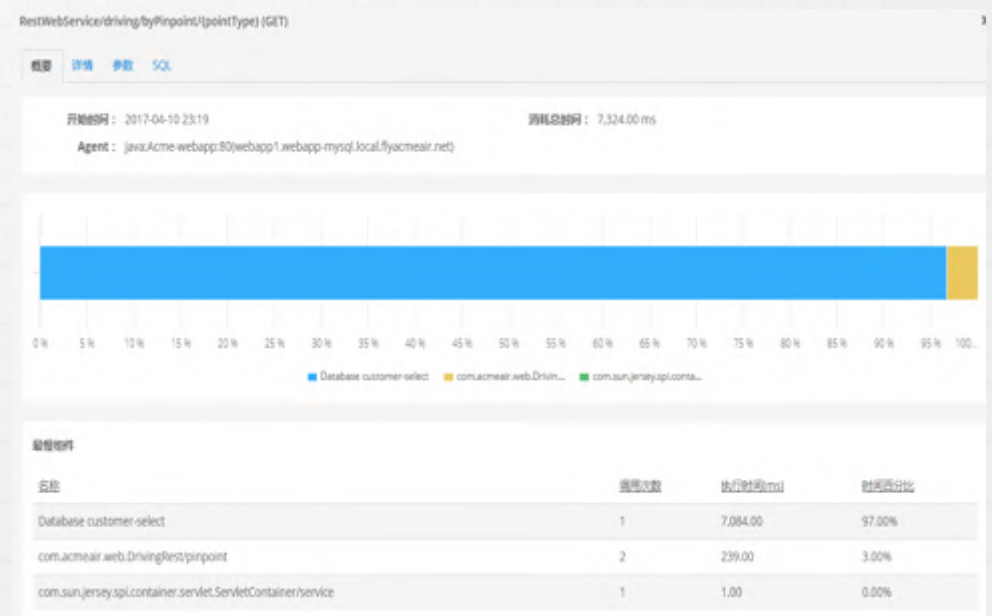 RestWebService/driving/byPinpoint/{pointType} (GET)
概要 详情 参数 SQL
开始时间： 2017-04-10 23:19 消耗总时间： 7,324.00 ms
Agent： java:Acme-webapp:80(webapp1.webapp-mysql.local.flyacmeair.net)
0 % 5 % 10 % 15 % 20 % 25 % 30 % 35 % 40 % 45 % 50 % 55 % 60 % 65 % 70 % 75 % 80 % 85 % 90 % 95 % 100...
Database customer-select com.acmeair.web.Drivin... com.sun.jersey.spi.conta...
最慢组件
名称 调用次数 执行时间(ms) 时间百分比
Database customer-select 1 7,084.00 97.00%
com.acmeair.web.DrivingRest/pinpoint 2 239.00 3.00%
com.sun.jersey.spi.container.servlet.ServletContainer/service 1 1.00 0.00%